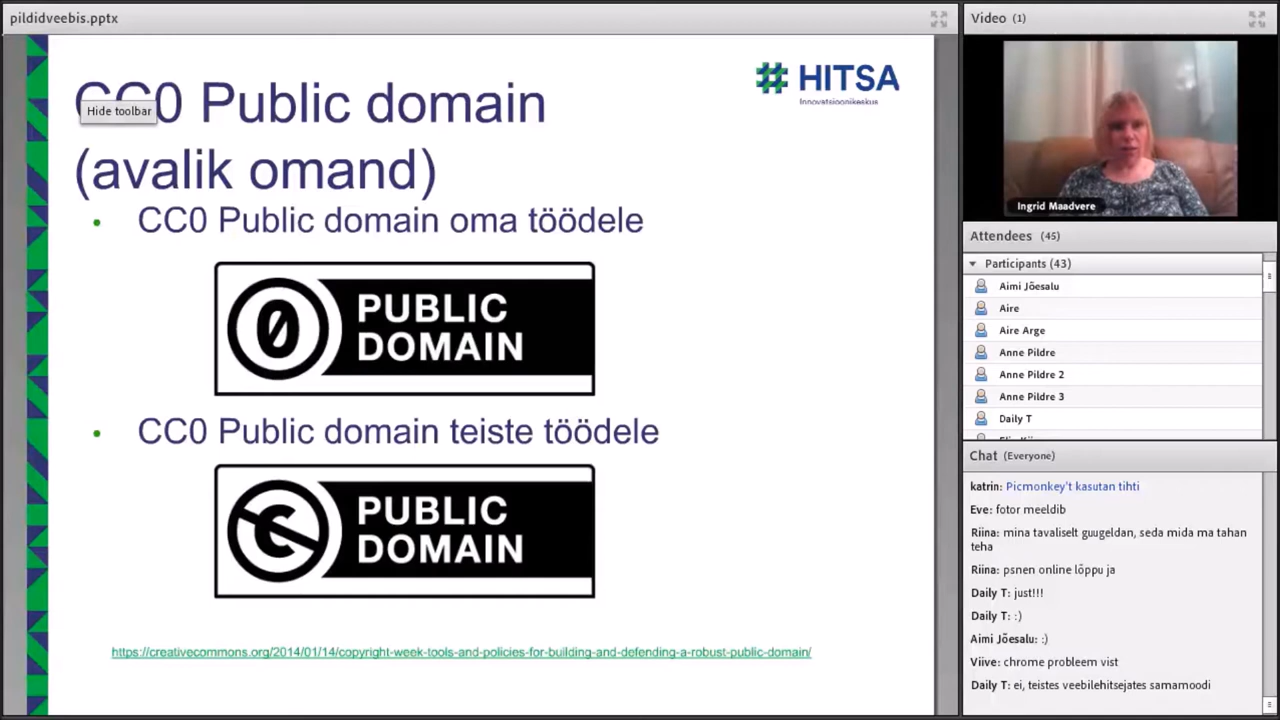 pildidveebis.pptx
CC0 Public domain
Hide toolbar
(avalik omand)
# HITSA
Innovatsioonikeskus
• CC0 Public domain oma töödele
0 PUBLIC
DOMAIN
• CC0 Public domain teiste töödele
C PUBLIC
DOMAIN
https://creativecommons.org/2014/01/14/copyright-week-tools-and-policies-for-building-and-defending-a-robust-public-domain/
Video (1)
Ingrid Maadvere
Attendees (45)
Participants (43)
Aimi Jõesalu
Aire
Aire Arge
Anne Pildre
Anne Pildre 2
Anne Pildre 3
Daily T
Chat (Everyone)
katrin: Picmonkey't kasutan tihti
Eve: fotor meeldib
Riina: mina tavaliselt guugeldan, seda mida ma tahan
teha
Riina: psnen online lõppu ja
Daily T: just!!!
Daily T: :)
Aimi Jõesalu: :)
Viive: chrome probleem vist
Daily T: ei, teistes veebilehitsejates samamoodi